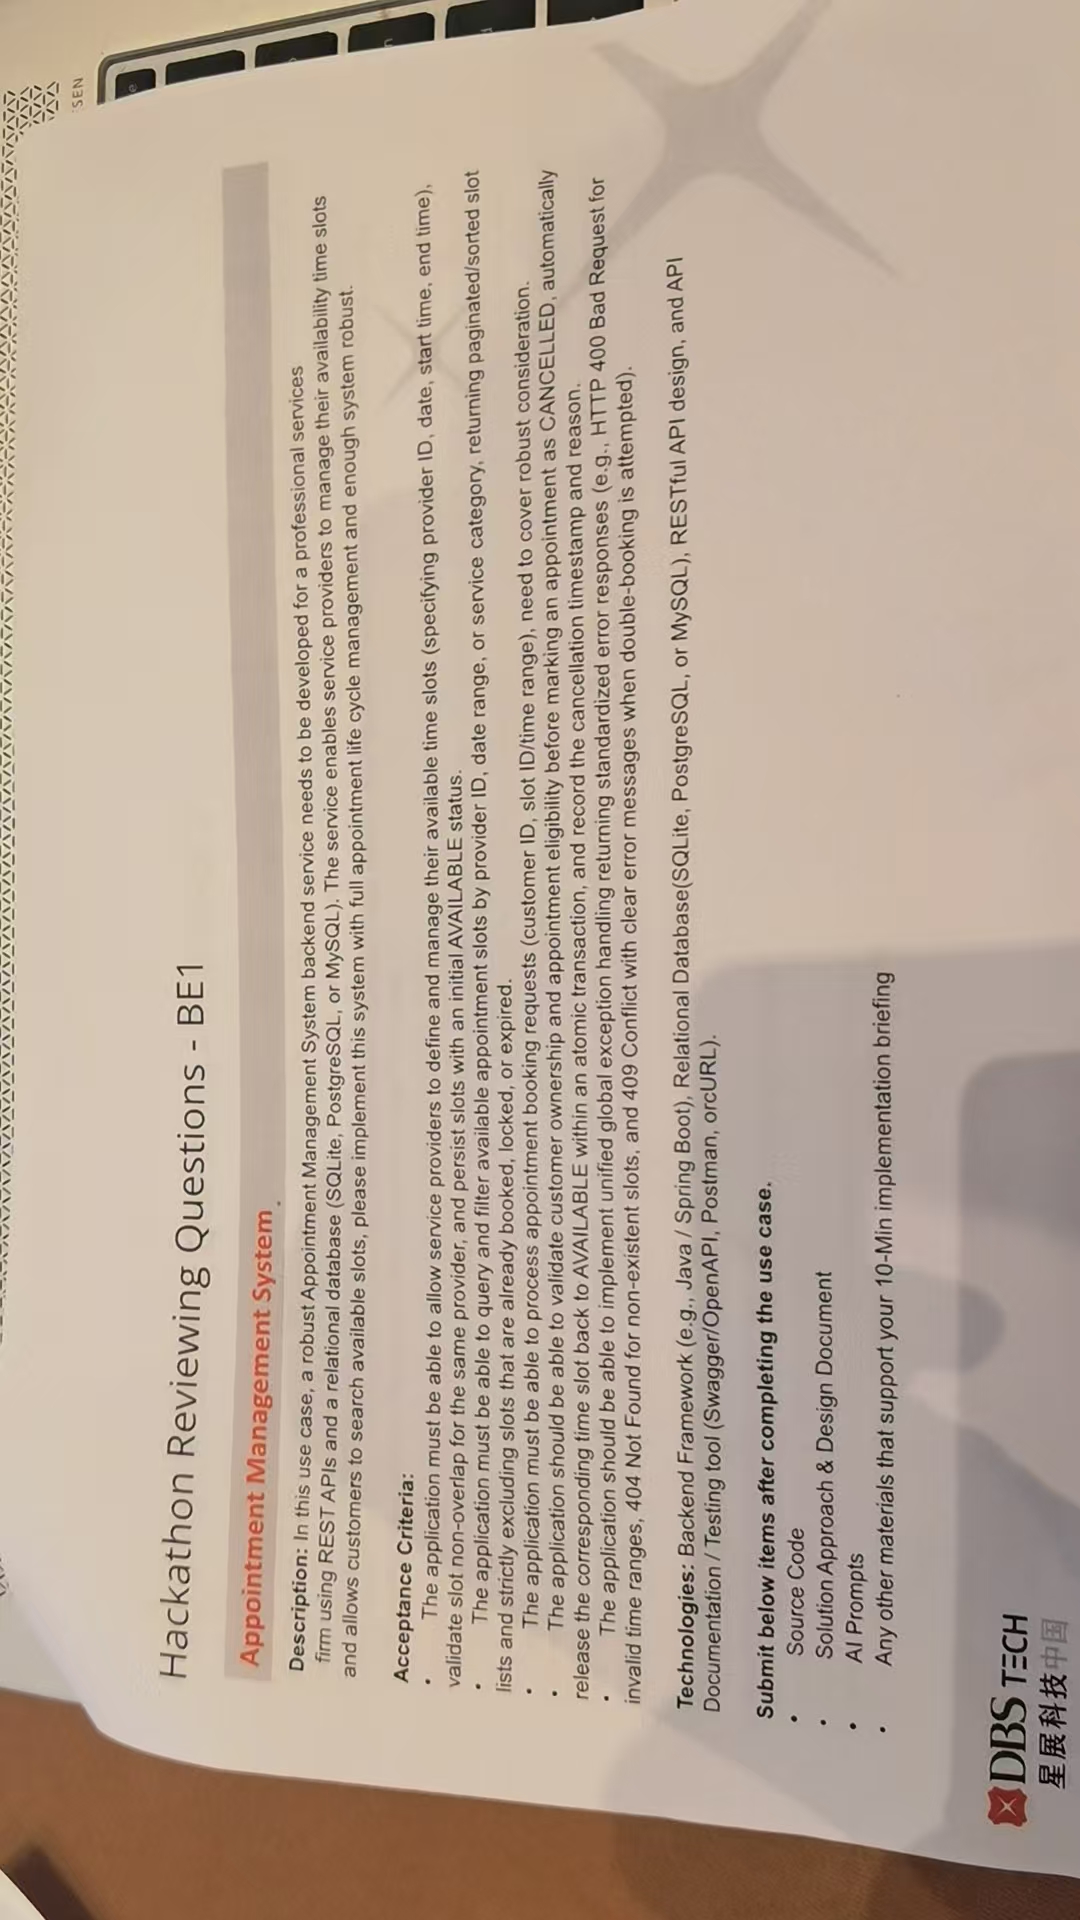 SEN
Hackathon Reviewing Questions - BE1
Appointment Management System
Description: In this use case, a robust Appointment Management System backend service needs to be developed for a professional services
firm using REST APIs and a relational database (SQLite, PostgreSQL, or MySQL). The service enables service providers to manage their availability time slots
and allows customers to search available slots, please implement this system with full appointment life cycle management and enough system robust.
Acceptance Criteria:
• The application must be able to allow service providers to define and manage their available time slots (specifying provider ID, date, start time, end time),
validate slot non-overlap for the same provider, and persist slots with an initial AVAILABLE status.
• The application must be able to query and filter available appointment slots by provider ID, date range, or service category, returning paginated/sorted slot
lists and strictly excluding slots that are already booked, locked, or expired.
• The application must be able to process appointment booking requests (customer ID, slot ID/time range), need to cover robust consideration.
• The application should be able to validate customer ownership and appointment eligibility before marking an appointment as CANCELLED, automatically
release the corresponding time slot back to AVAILABLE within an atomic transaction, and record the cancellation timestamp and reason.
• The application should be able to implement unified global exception handling returning standardized error responses (e.g., HTTP 400 Bad Request for
invalid time ranges, 404 Not Found for non-existent slots, and 409 Conflict with clear error messages when double-booking is attempted).
Technologies: Backend Framework (e.g., Java / Spring Boot), Relational Database(SQLite, PostgreSQL, or MySQL), RESTful API design, and API
Documentation / Testing tool (Swagger/OpenAPI, Postman, orcURL).
Submit below items after completing the use case.
• Source Code
• Solution Approach & Design Document
• AI Prompts
• Any other materials that support your 10-Min implementation briefing
DBS TECH
星展科技中国